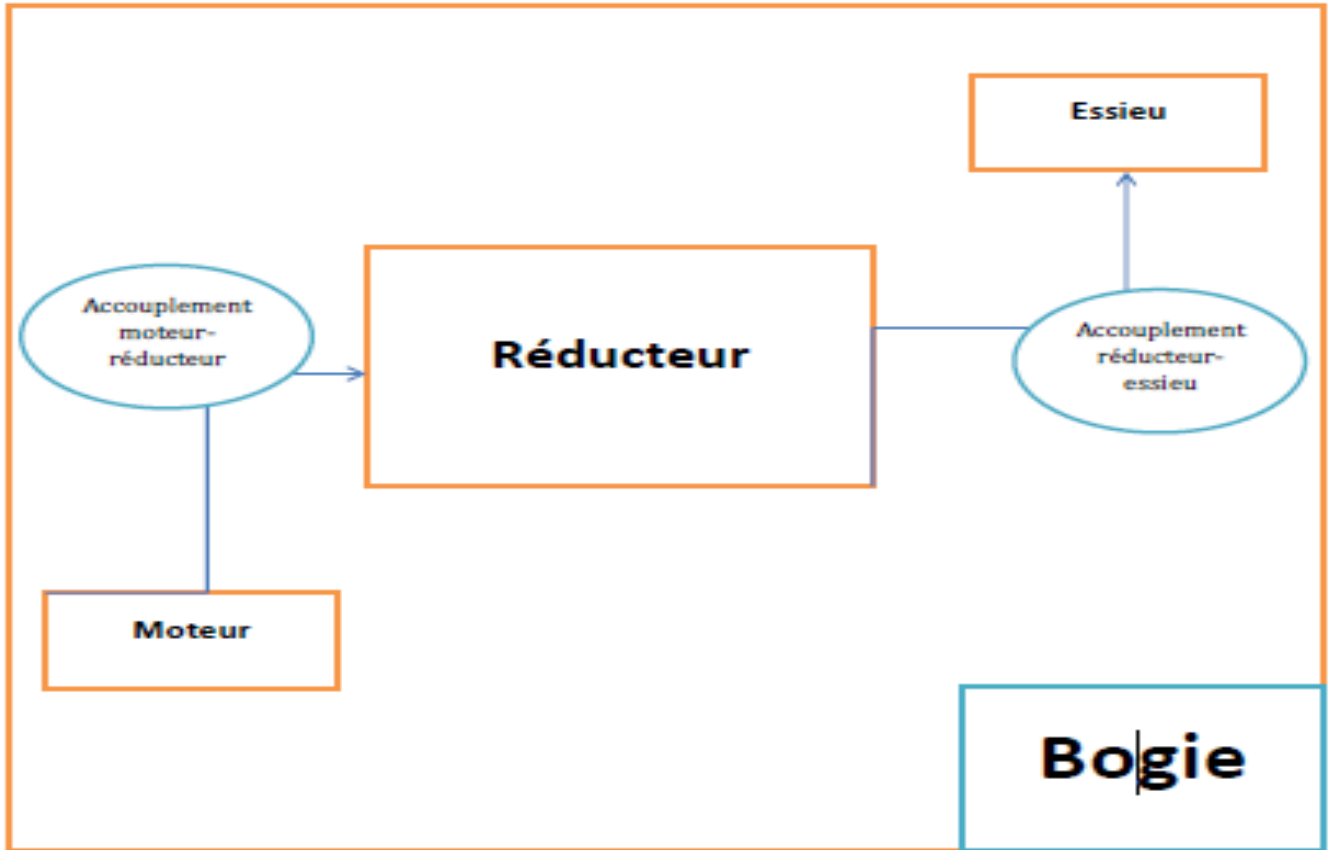 Essieu
Accouplement
moteur-
réducteur
Réducteur
Accouplement
réducteur-
essieu
Moteur
Bogie